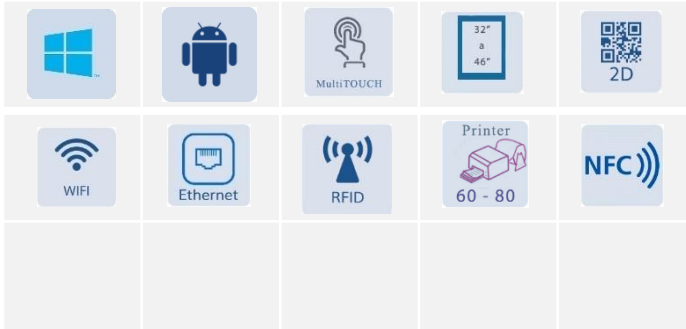 MultiTOUCH
32"
a
46"
2D
WIFI
Ethernet
RFID
Printer
60 - 80
NFC